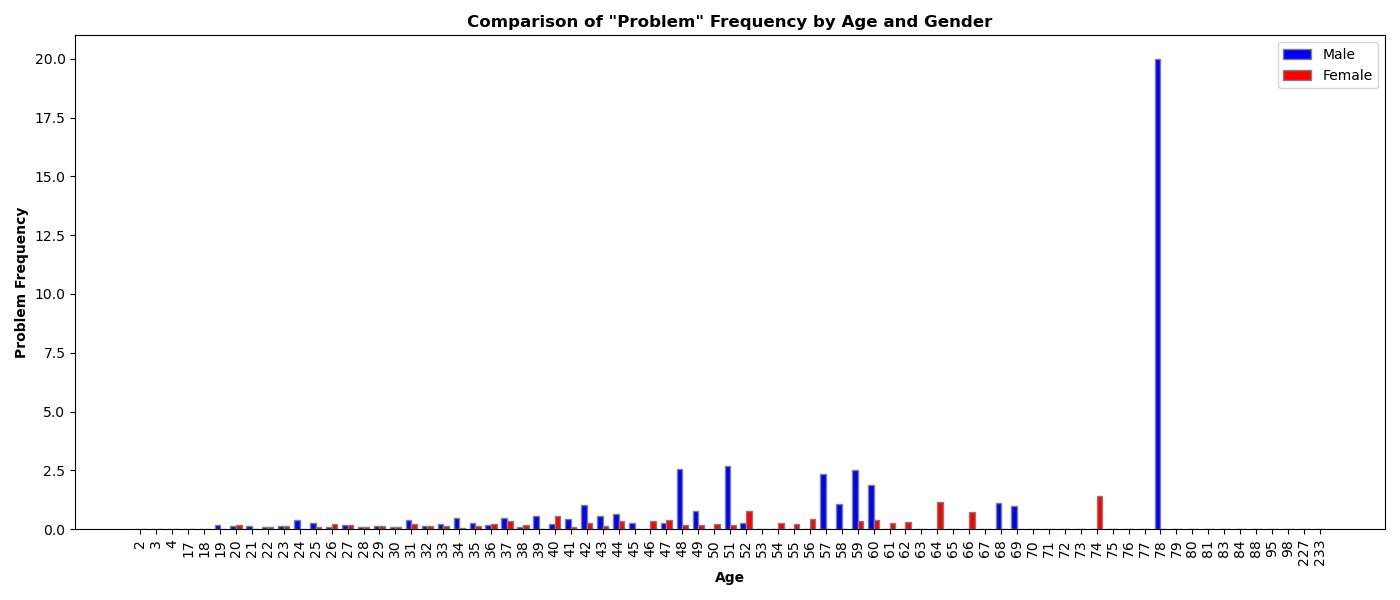 Comparison of "Problem" Frequency by Age and Gender
Male
Female
20.0
17.5
15.0
12.5
10.0
7.5
5.0
2.5
0.0
Problem Frequency
2 3 4 17 18 19 20 21 22 23 24 25 26 27 28 29 30 31 32 33 34 35 36 37 38 39 40 41 42 43 44 45 46 47 48 49 50 51 52 53 54 55 56 57 58 59 60 61 62 63 64 65 66 67 68 69 70 71 72 73 74 75 76 77 78 79 80 81 83 84 88 95 98 227 233
Age